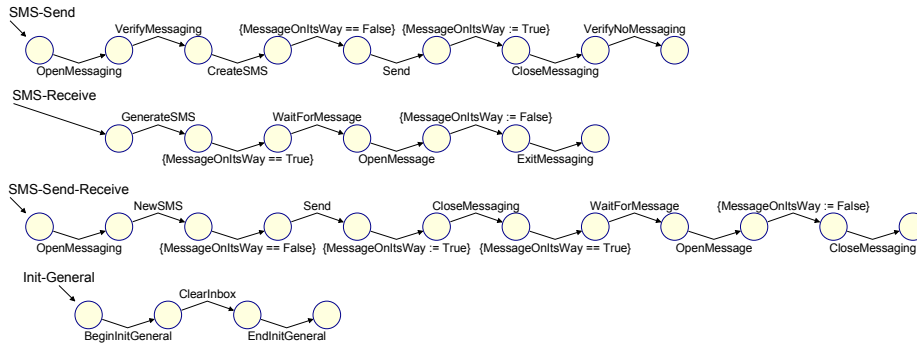 SMS-Send
VerifyMessaging {MessageOnItsWay == False} {MessageOnItsWay := True} VerifyNoMessaging
OpenMessaging CreateSMS Send CloseMessaging
SMS-Receive
GenerateSMS WaitForMessage {MessageOnItsWay := False}
{MessageOnItsWay == True} OpenMessage ExitMessaging
SMS-Send-Receive
NewSMS Send CloseMessaging WaitForMessage {MessageOnItsWay := False}
OpenMessaging {MessageOnItsWay == False} {MessageOnItsWay := True} {MessageOnItsWay == True} OpenMessage CloseMessaging
Init-General
ClearInbox
BeginInitGeneral EndInitGeneral